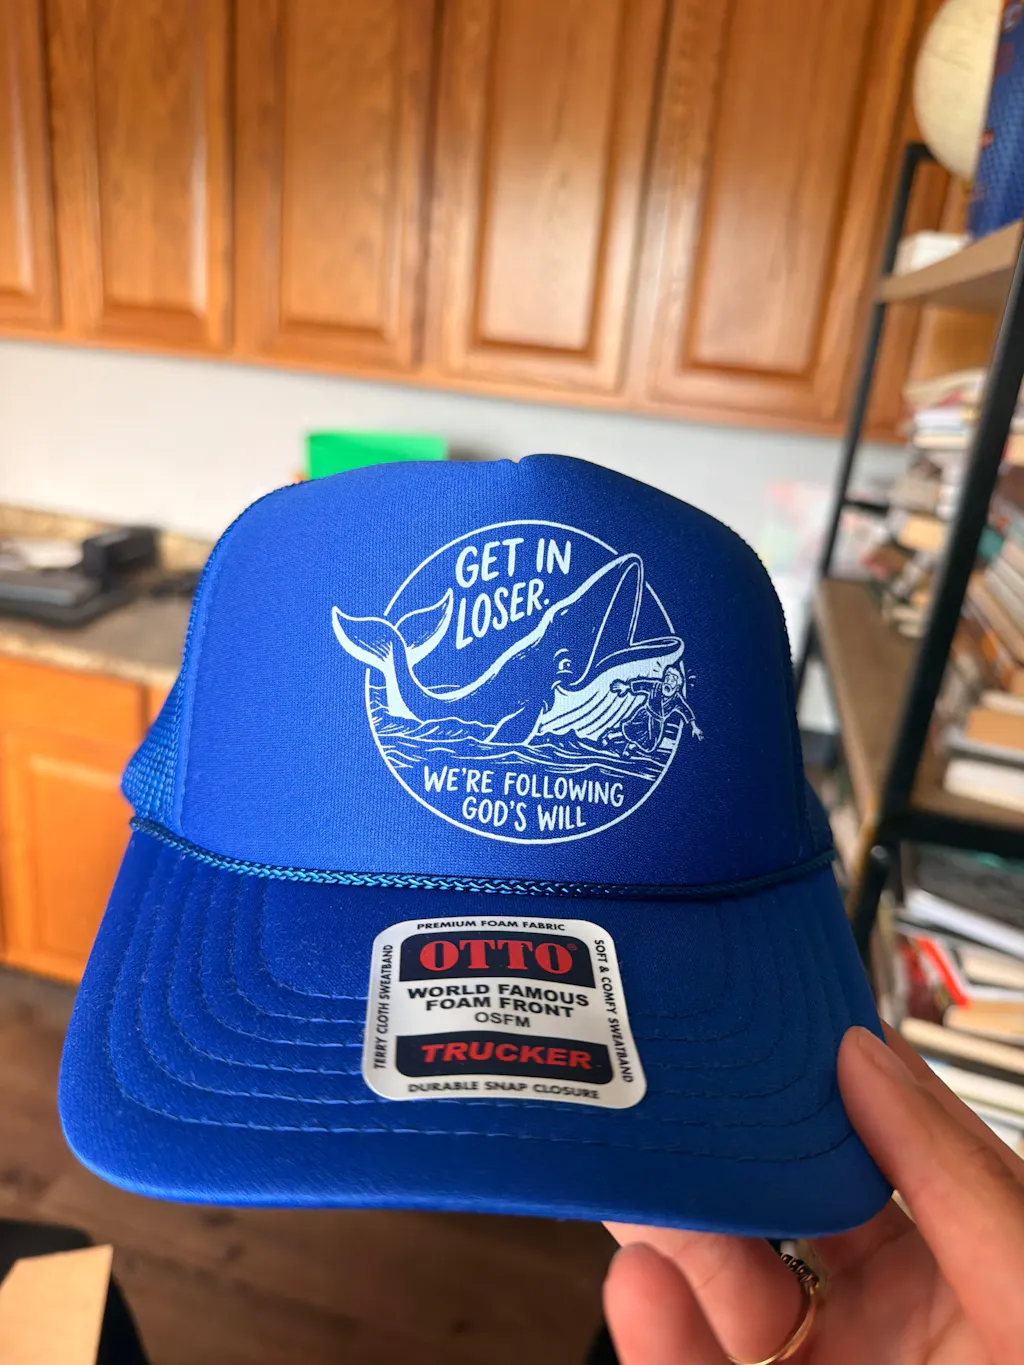 GET IN
LOSER.
WE'RE FOLLOWING
GOD'S WILL
PREMIUM FOAM FABRIC
OTTO®
WORLD FAMOUS
FOAM FRONT
OSFM
TRUCKER
DURABLE SNAP CLOSURE
TERRY CLOTH SWEATBAND
SOFT & COMFY SWEATBAND